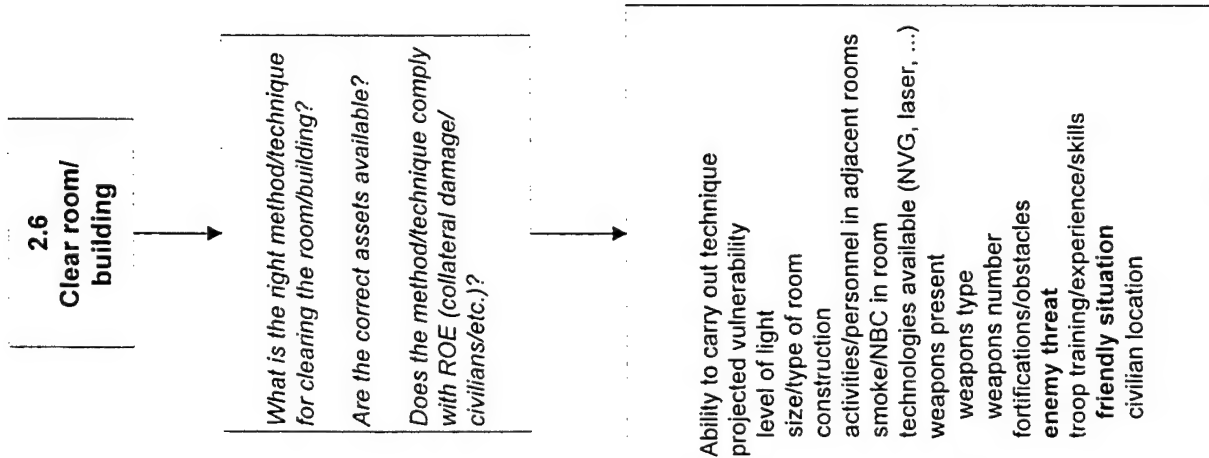 2.6
Clear room/
building
What is the right method/technique
for clearing the room/building?
Are the correct assets available?
Does the method/technique comply
with ROE (collateral damage/
civilians/etc.)?
Ability to carry out technique
projected vulnerability
level of light
size/type of room
construction
activities/personnel in adjacent rooms
smoke/NBC in room
technologies available (NVG, laser, ...)
weapons present
weapons type
weapons number
fortifications/obstacles
enemy threat
troop training/experience/skills
friendly situation
civilian location